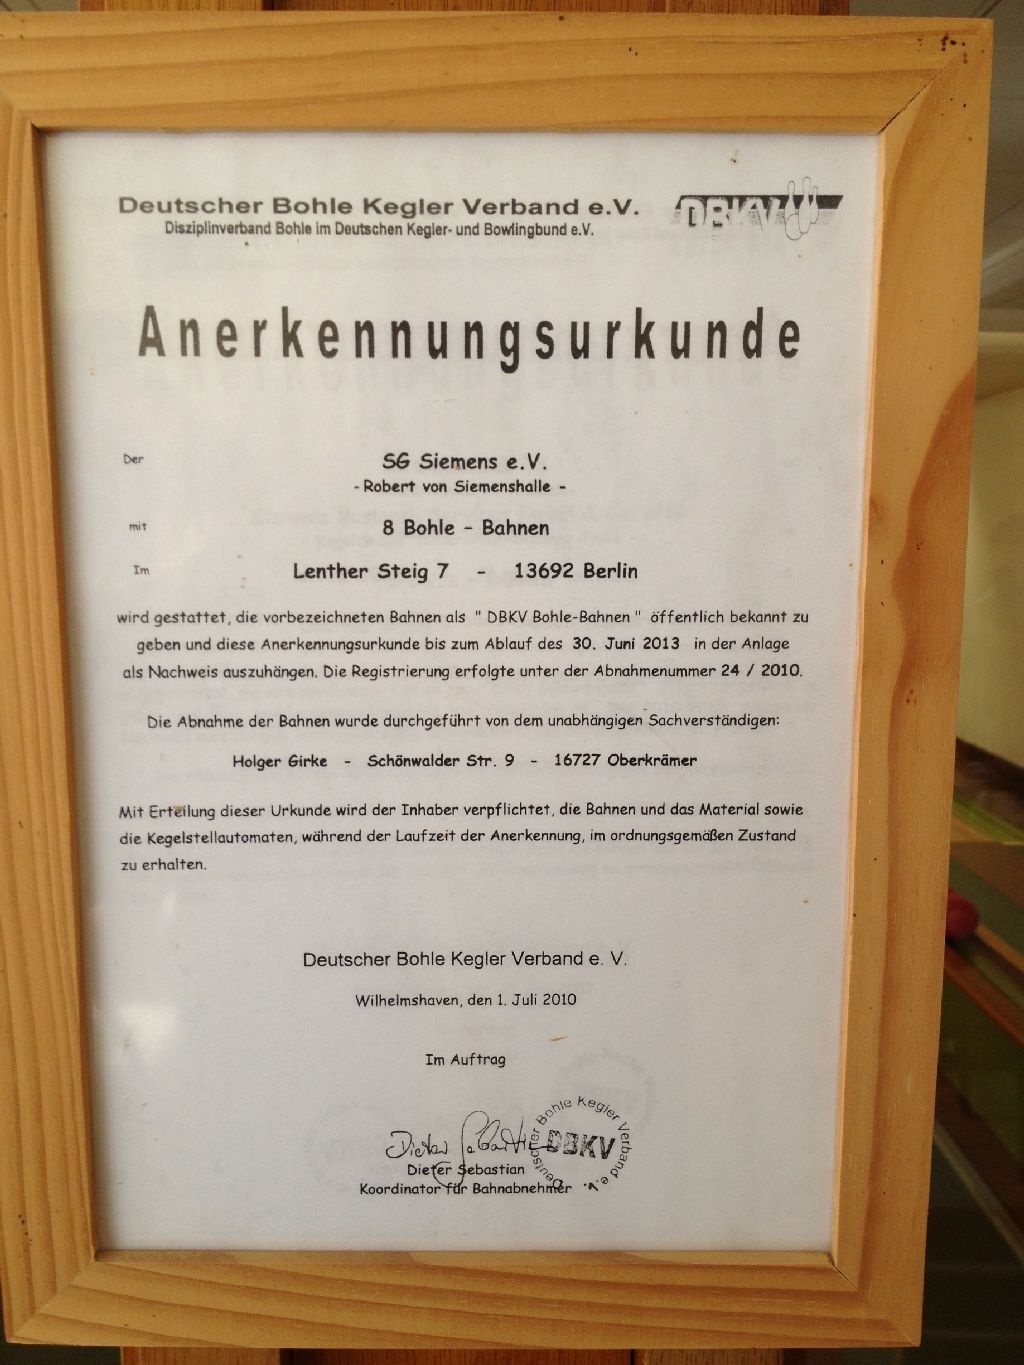 Deutscher Bohle Kegler Verband e.V.
DBKV
Disziplinverband Bohle im Deutschen Kegler- und Bowlingbund e.V.
Anerkennungsurkunde
Der SG Siemens e.V.
- Robert von Siemenshalle -
mit 8 Bohle - Bahnen
Im Lenther Steig 7 - 13692 Berlin
wird gestattet, die vorbezeichneten Bahnen als " DBKV Bohle-Bahnen " öffentlich bekannt zu
geben und diese Anerkennungsurkunde bis zum Ablauf des 30. Juni 2013 in der Anlage
als Nachweis auszuhängen. Die Registrierung erfolgte unter der Abnahmenummer 24 / 2010.
Die Abnahme der Bahnen wurde durchgeführt von dem unabhängigen Sachverständigen:
Holger Girke - Schönwalder Str. 9 - 16727 Oberkrämer
Mit Erteilung dieser Urkunde wird der Inhaber verpflichtet, die Bahnen und das Material sowie
die Kegelstellautomaten, während der Laufzeit der Anerkennung, im ordnungsgemäßen Zustand
zu erhalten.
Deutscher Bohle Kegler Verband e. V.
Wilhelmshaven, den 1. Juli 2010
Im Auftrag
Dieter Sebastian
Deutscher Bohle Kegler Verband e.V.
DBKV
Dieter Sebastian
Koordinator für Bahnabnehmer